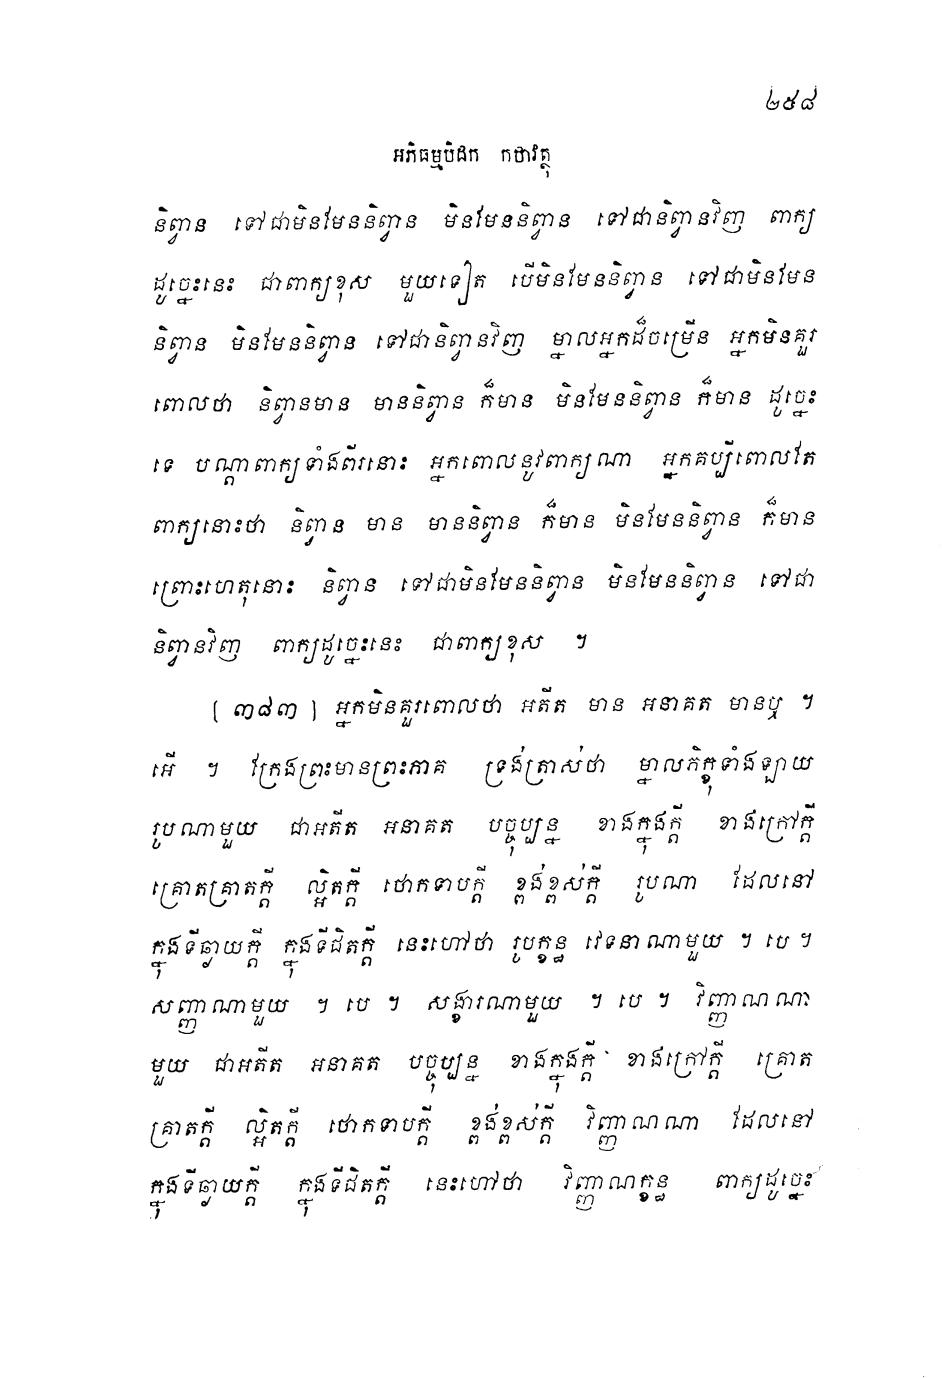 ២៥៨
អភិធម្មបិដក កថាវត្ថុ
និព្វាន ទៅជាមិនមែននិព្វាន មិនមែននិព្វាន ទៅជានិព្វានវិញ ពាក្យ
ដូច្នេះនេះ ជាពាក្យខុស មួយទៀត បើមិនមែននិព្វាន ទៅជាមិនមែន
និព្វាន មិនមែននិព្វាន ទៅជានិព្វានវិញ ម្នាលអ្នកដ៏ចម្រើន អ្នកមិនគួរ
ពោលថា និព្វានមាន មាននិព្វាន ក៏មាន មិនមែននិព្វាន ក៏មាន ដូច្នេះ
ទេ បណ្តាពាក្យទាំងពីរនោះ អ្នកពោលនូវពាក្យណា អ្នកគប្បីពោលតែ
ពាក្យនោះថា និព្វាន មាន មាននិព្វាន ក៏មាន មិនមែននិព្វាន ក៏មាន
ព្រោះហេតុនោះ និព្វាន ទៅជាមិនមែននិព្វាន មិនមែននិព្វាន ទៅជា
និព្វានវិញ ពាក្យដូច្នេះនេះ ជាពាក្យខុស ។
[ ៣៨៣ ] អ្នកមិនគួរពោលថា អតីត មាន អនាគត មានឬ ។
អើ ។ ក្រែងព្រះមានព្រះភាគ ទ្រង់ត្រាស់ថា ម្នាលភិក្ខុទាំងឡាយ
រូបណាមួយ ជាអតីត អនាគត បច្ចុប្បន្ន ខាងក្នុងក្តី ខាងក្រៅក្តី
គ្រោតគ្រាតក្តី ល្អិតក្តី ថោកទាបក្តី ខ្ពង់ខ្ពស់ក្តី រូបណា ដែលនៅ
ក្នុងទីឆ្ងាយក្តី ក្នុងទីជិតក្តី នេះហៅថា រូបក្ខន្ធ វេទនាណាមួយ ។ បេ ។
សញ្ញាណាមួយ ។ បេ ។ សង្ខារណាមួយ ។ បេ ។ វិញ្ញាណណា
មួយ ជាអតីត អនាគត បច្ចុប្បន្ន ខាងក្នុងក្តី ខាងក្រៅក្តី គ្រោត
គ្រាតក្តី ល្អិតក្តី ថោកទាបក្តី ខ្ពង់ខ្ពស់ក្តី វិញ្ញាណណា ដែលនៅ
ក្នុងទីឆ្ងាយក្តី ក្នុងទីជិតក្តី នេះហៅថា វិញ្ញាណក្ខន្ធ ពាក្យដូច្នេះ